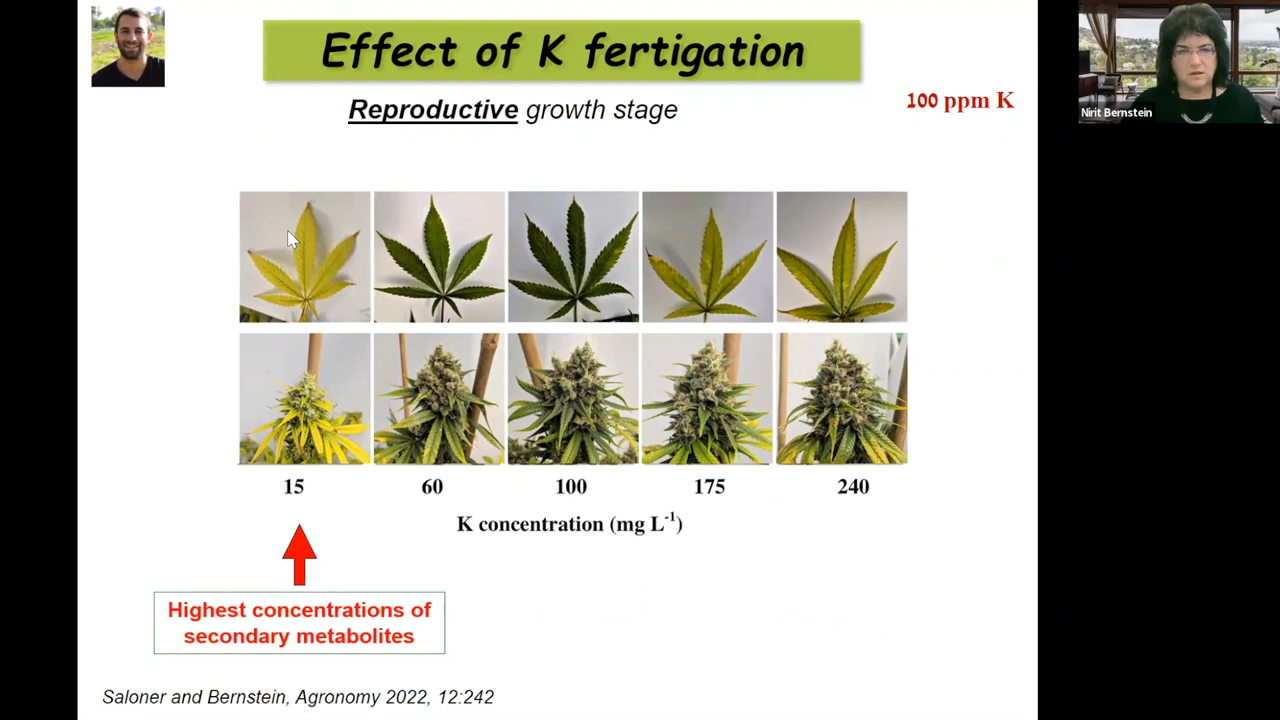 Effect of K fertigation
Reproductive growth stage
100 ppm K
Nirit Bernstein
15 60 100 175 240
K concentration (mg L⁻¹)
Highest concentrations of
secondary metabolites
Saloner and Bernstein, Agronomy 2022, 12:242